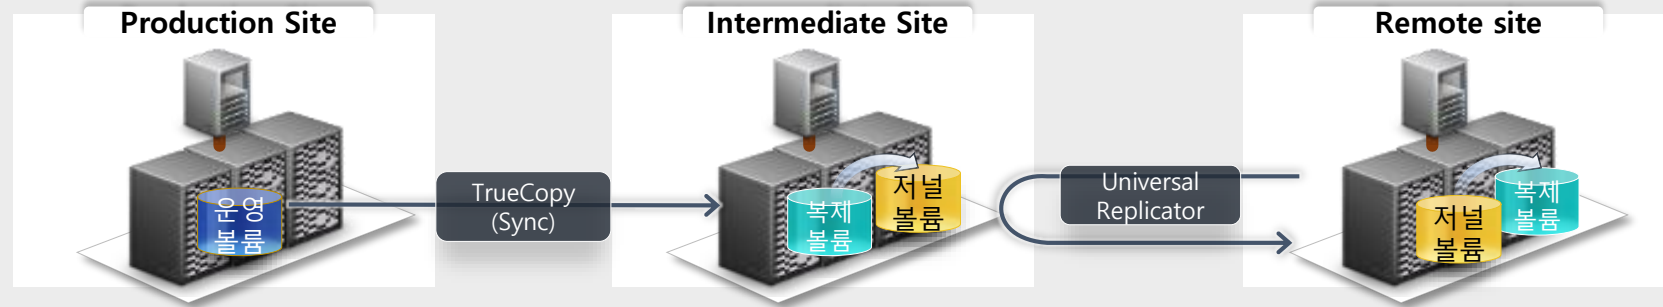 Production Site
Intermediate Site
Remote site
운영
볼륨
TrueCopy
(Sync)
복제
볼륨
저널
볼륨
Universal
Replicator
저널
볼륨
복제
볼륨